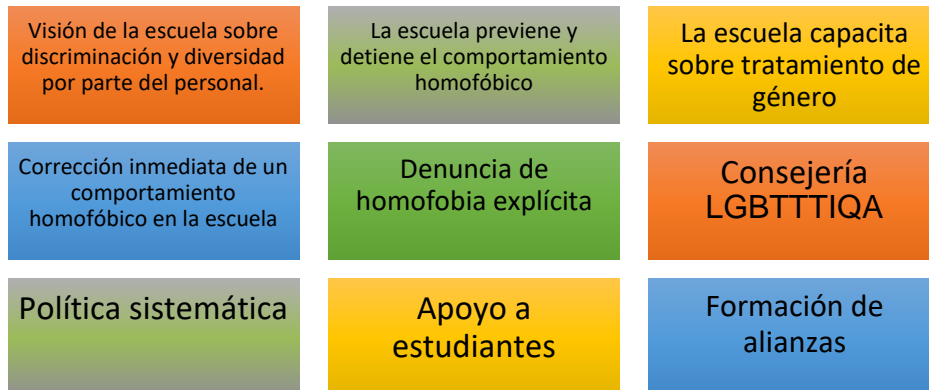 Visión de la escuela sobre
discriminación y diversidad
por parte del personal.
La escuela previene y
detiene el comportamiento
homofóbico
La escuela capacita
sobre tratamiento de
género
Corrección inmediata de un
comportamiento
homofóbico en la escuela
Denuncia de
homofobia explícita
Consejería
LGBTTTIQA
Política sistemática
Apoyo a
estudiantes
Formación de
alianzas